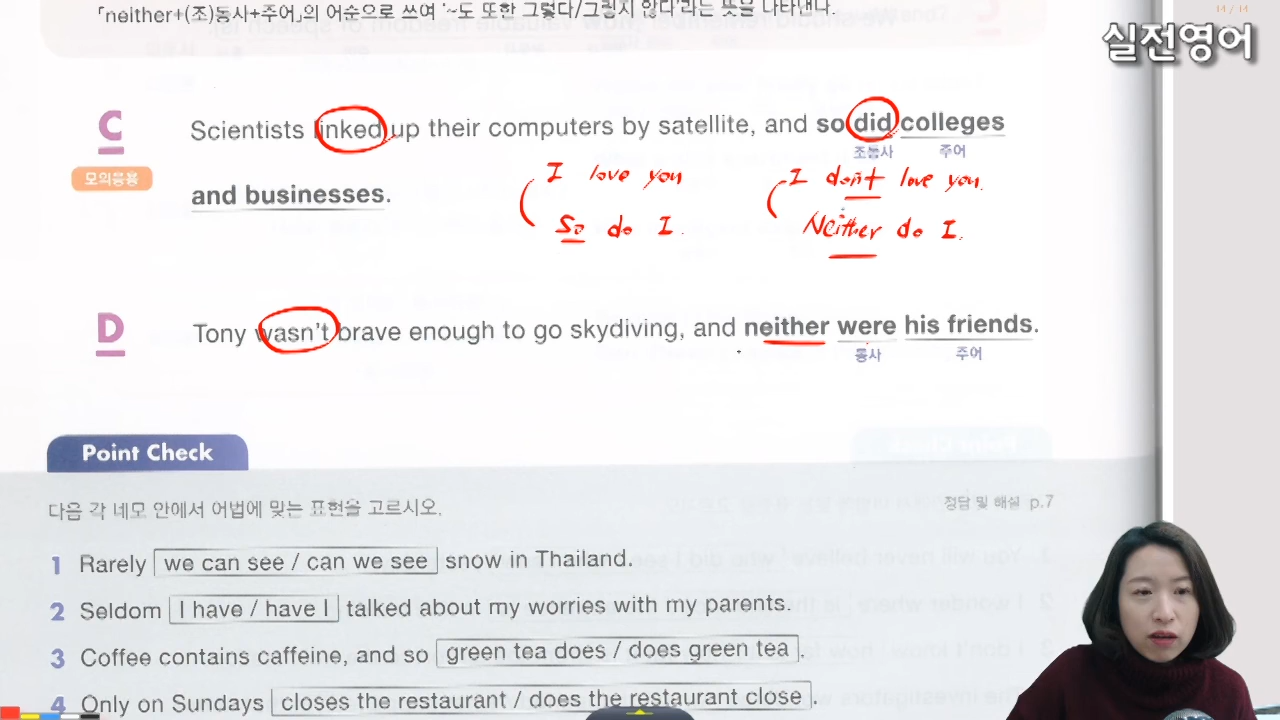 「neither+(조)동사+주어」의 어순으로 쓰여 '~도 또한 그렇다/그렇지 않다'라는 뜻을 나타낸다.
실전영어
C Scientists linked up their computers by satellite, and so did colleges
조동사 주어
모의응용
and businesses.
I love you
So do I.
I don't love you.
Neither do I.
D Tony wasn't brave enough to go skydiving, and neither were his friends.
동사 주어
Point Check
다음 각 네모 안에서 어법에 맞는 표현을 고르시오.
정답 및 해설 p.7
1 Rarely we can see / can we see snow in Thailand.
2 Seldom I have / have I talked about my worries with my parents.
3 Coffee contains caffeine, and so green tea does / does green tea.
4 Only on Sundays closes the restaurant / does the restaurant close.